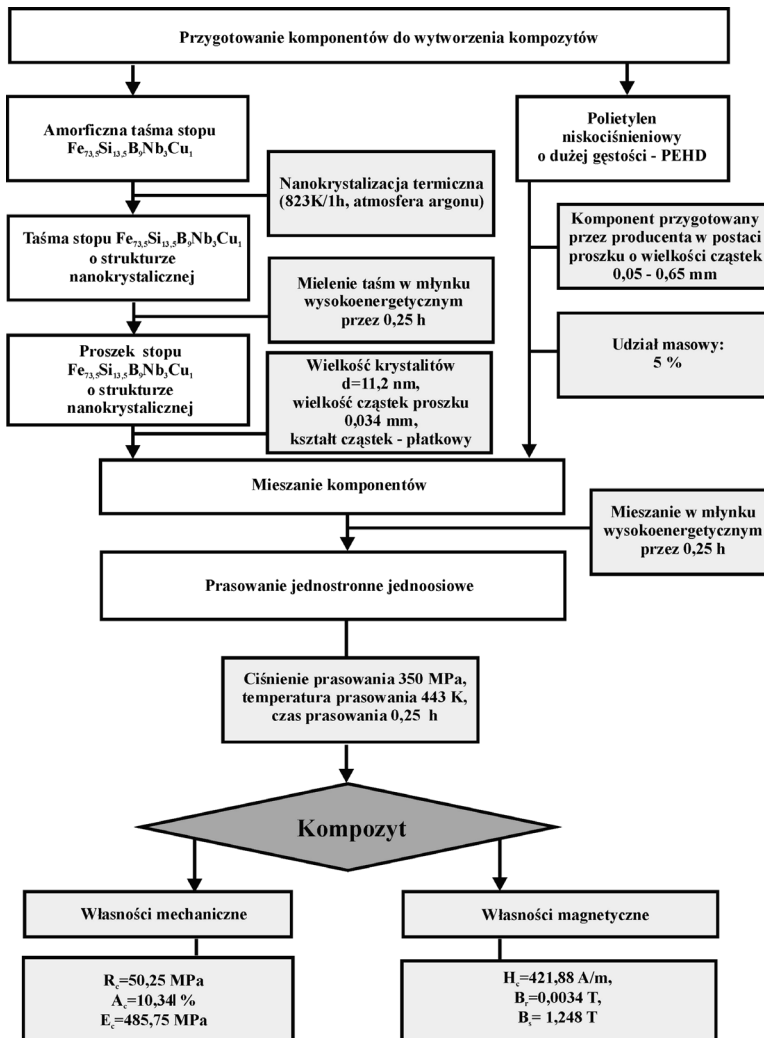 Przygotowanie komponentów do wytworzenia kompozytów
Amorficzna taśma stopu
Fe73,5Si13,5B9Nb3Cu1
Polietylen
niskociśnieniowy
o dużej gęstości - PEHD
Nanokrystalizacja termiczna
(823K/1h, atmosfera argonu)
Taśma stopu Fe73,5Si13,5B9Nb3Cu1
o strukturze
nanokrystalicznej
Komponent przygotowany
przez producenta w postaci
proszku o wielkości cząstek
0,05 - 0,65 mm
Mielenie taśm w młynku
wysokoenergetycznym
przez 0,25 h
Proszek stopu
Fe73,5Si13,5B9Nb3Cu1
o strukturze
nanokrystalicznej
Udział masowy:
5 %
Wielkość krystalitów
d=11,2 nm,
wielkość cząstek proszku
0,034 mm,
kształt cząstek - płatkowy
Mieszanie komponentów
Mieszanie w młynku
wysokoenergetycznym
przez 0,25 h
Prasowanie jednostronne jednoosiowe
Ciśnienie prasowania 350 MPa,
temperatura prasowania 443 K,
czas prasowania 0,25 h
Kompozyt
Własności mechaniczne
Własności magnetyczne
Rc=50,25 MPa
Ac=10,34 %
Ec=485,75 MPa
Hc=421,88 A/m,
Br=0,0034 T,
Bs= 1,248 T